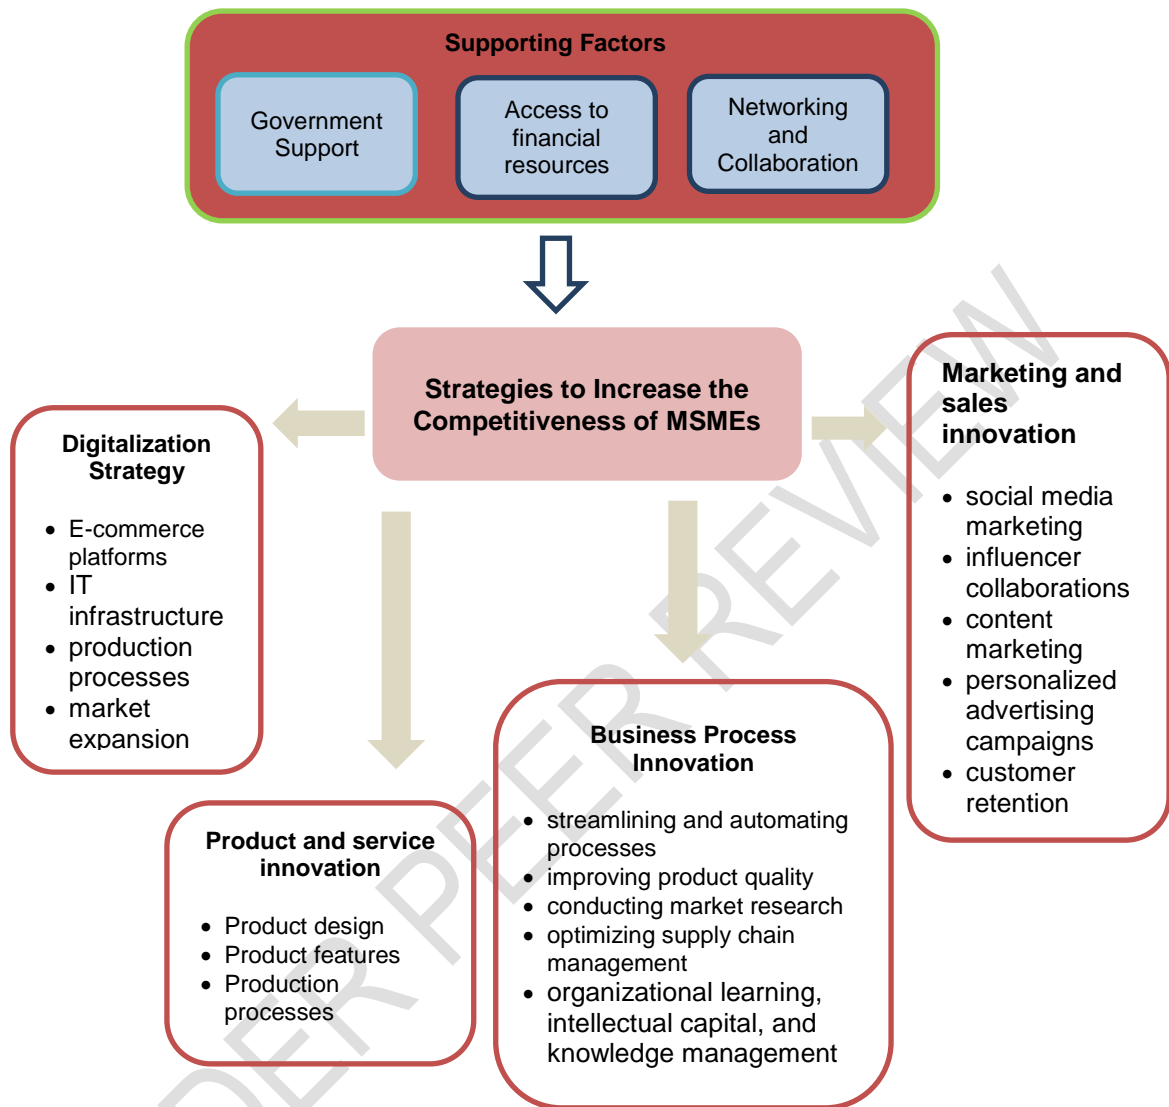 Supporting Factors
Government
Support
Access to
financial
resources
Networking
and
Collaboration
Strategies to Increase the
Competitiveness of MSMEs
Digitalization
Strategy
• E-commerce
platforms
• IT
infrastructure
• production
processes
• market
expansion
Product and service
innovation
• Product design
• Product features
• Production
processes
Business Process
Innovation
• streamlining and automating
processes
• improving product quality
• conducting market research
• optimizing supply chain
management
• organizational learning,
intellectual capital, and
knowledge management
Marketing and
sales
innovation
• social media
marketing
• influencer
collaborations
• content
marketing
• personalized
advertising
campaigns
• customer
retention
DER PEER REVIEW